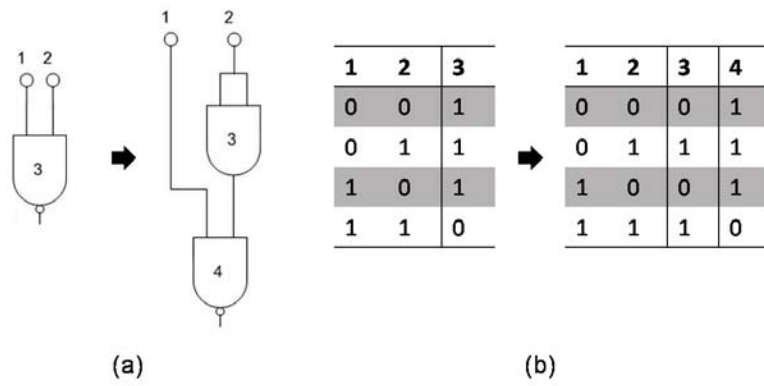 1 2
3
1 2
3
4
1 2 3
0 0 1
0 1 1
1 0 1
1 1 0
1 2 3 4
0 0 0 1
0 1 1 1
1 0 0 1
1 1 1 0
(a)
(b)